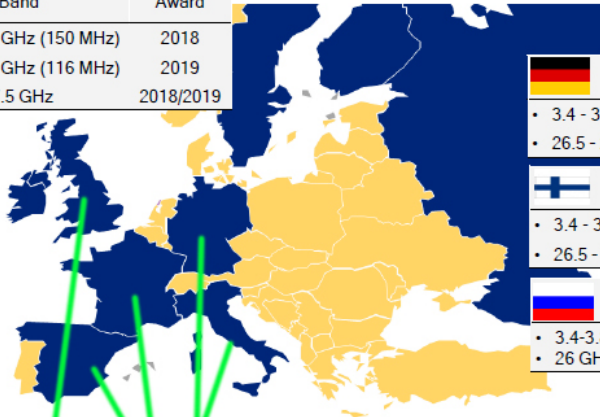 Band Award
GHz (150 MHz) 2018
GHz (116 MHz) 2019
.5 GHz 2018/2019
• 3.4 - 3
• 26.5 -
• 3.4 - 3
• 26.5 -
• 3.4-3.
• 26 GH